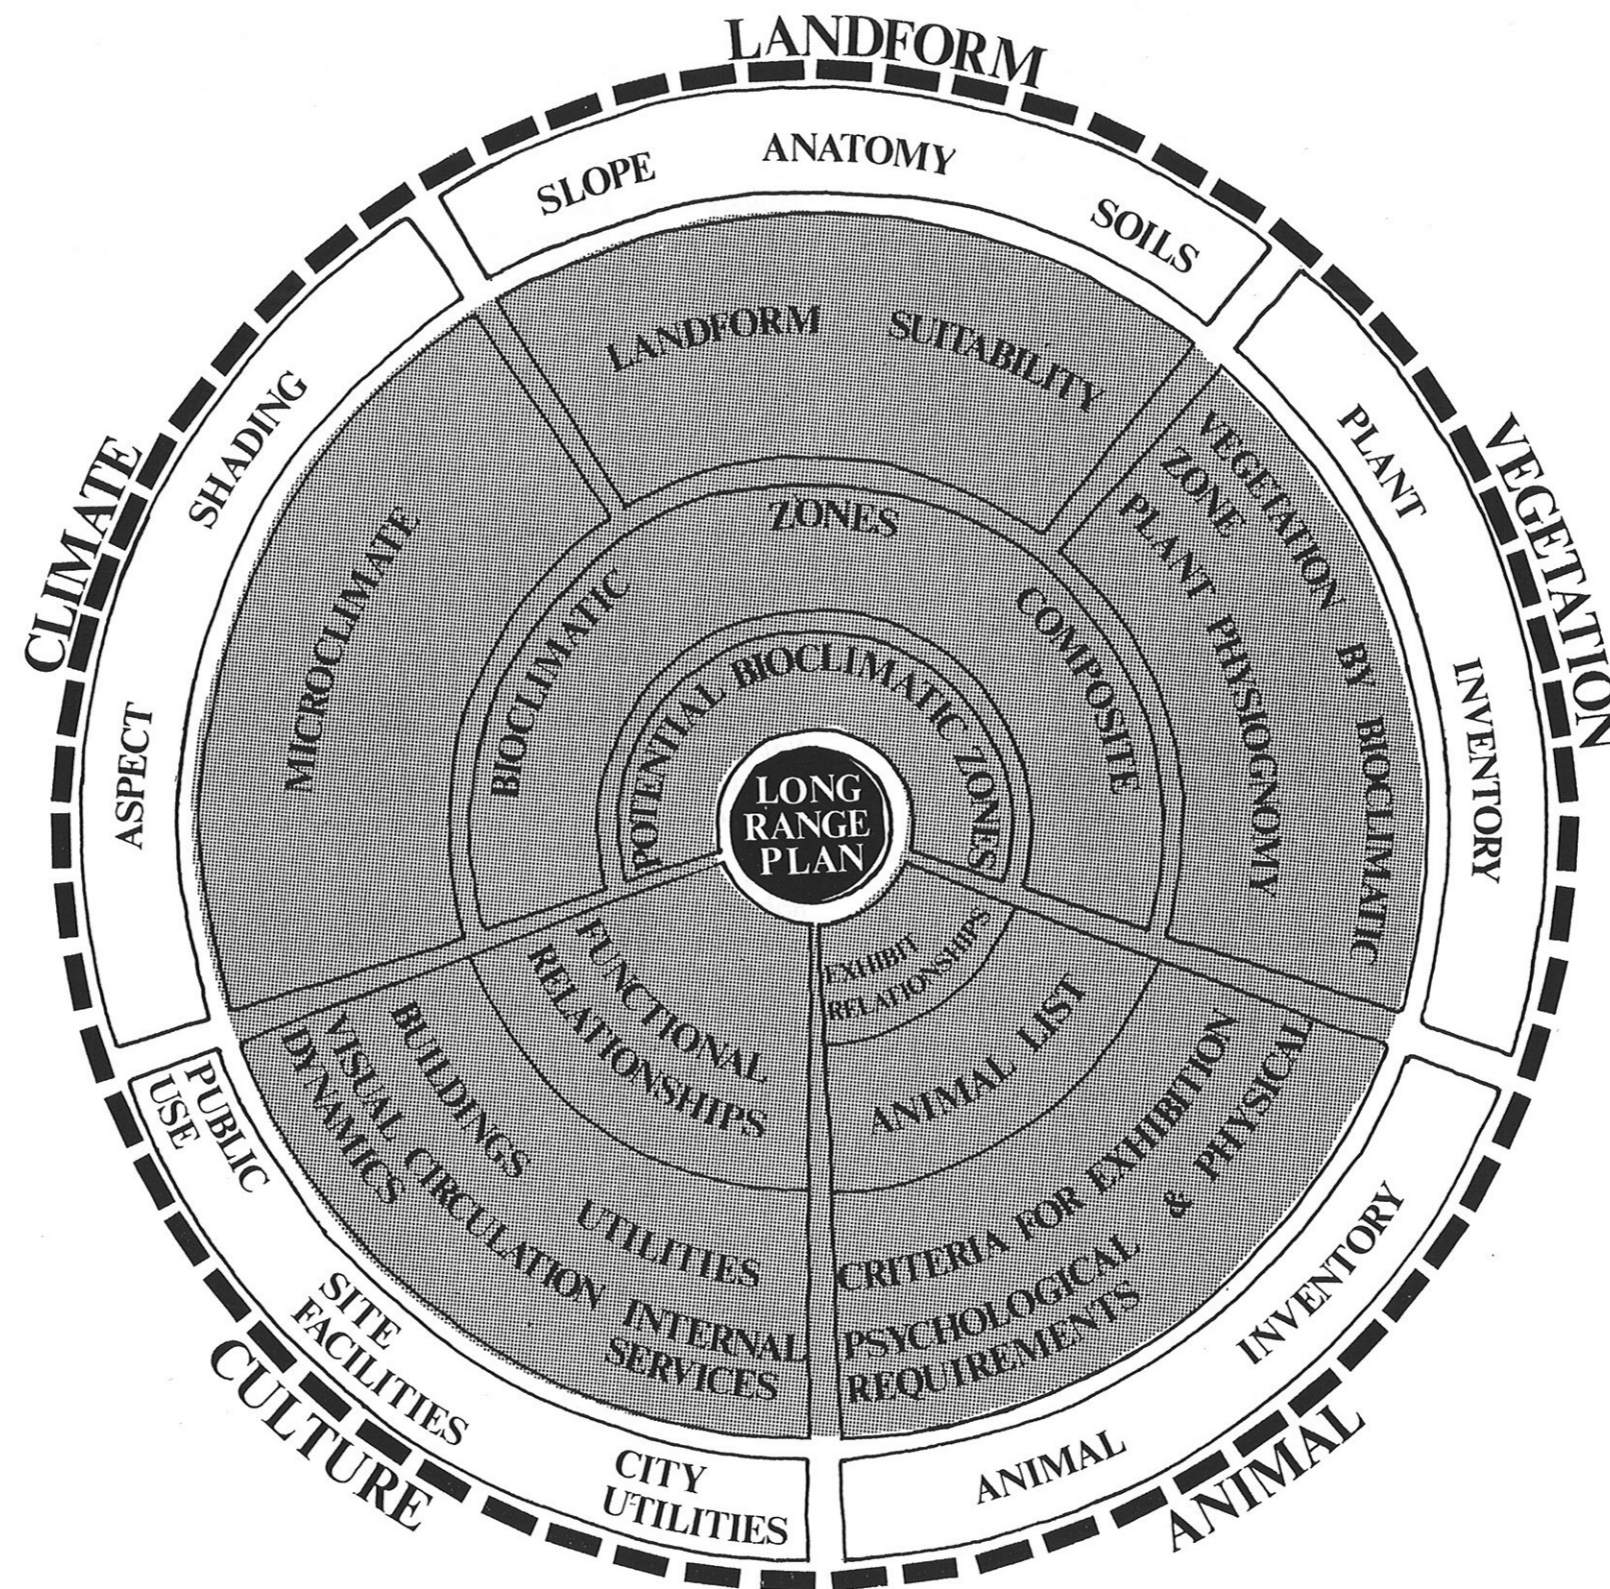 LANDFORM
SLOPE ANATOMY SOILS
LANDFORM SUITABILITY
CLIMATE
ASPECT SHADING
MICROCLIMATE
VEGETATION
PLANT INVENTORY
VEGETATION BY BIOCLIMATIC
ZONE
PLANT PHYSIOGNOMY
BIOCLIMATIC ZONES COMPOSITE
POTENTIAL BIOCLIMATIC ZONES
LONG
RANGE
PLAN
FUNCTIONAL
RELATIONSHIPS
EXHIBIT
RELATIONSHIPS
ANIMAL LIST
BUILDINGS UTILITIES
VISUAL CIRCULATION INTERNAL
DYNAMICS SERVICES
CRITERIA FOR EXHIBITION
PSYCHOLOGICAL & PHYSICAL
REQUIREMENTS
PUBLIC
USE
SITE
FACILITIES
CITY
UTILITIES
CULTURE
ANIMAL INVENTORY
ANIMAL